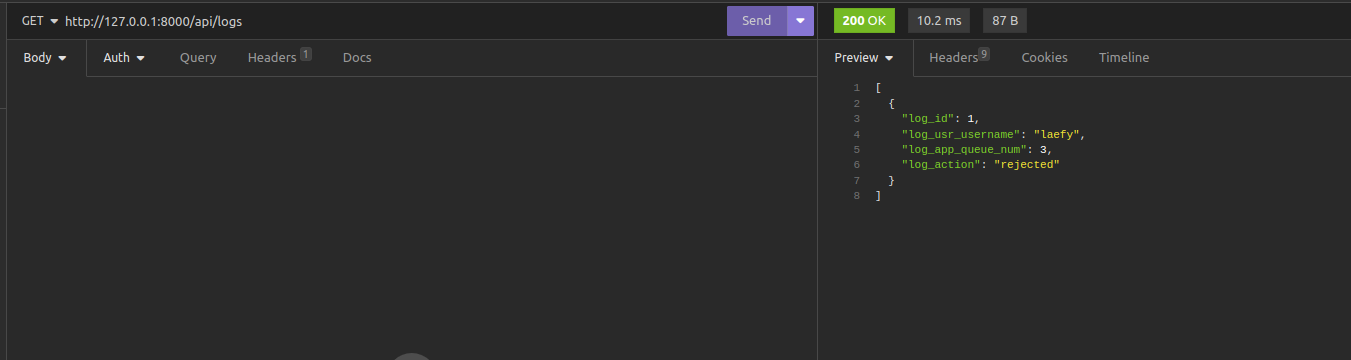 GET http://127.0.0.1:8000/api/logs Send 200 OK 10.2 ms 87 B
Body Auth Query Headers 1 Docs Preview Headers 9 Cookies Timeline
1 [
2 {
3 "log_id": 1,
4 "log_usr_username": "laefy",
5 "log_app_queue_num": 3,
6 "log_action": "rejected"
7 }
8 ]